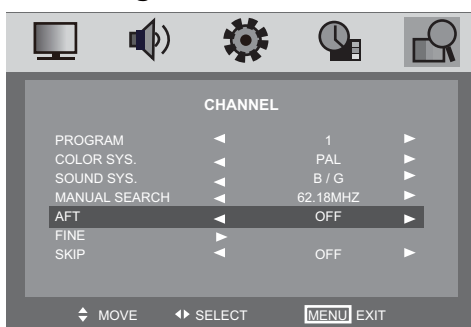 CHANNEL
PROGRAM 1
COLOR SYS. PAL
SOUND SYS. B / G
MANUAL SEARCH 62.18MHZ
AFT OFF
FINE
SKIP OFF
MOVE SELECT MENU EXIT